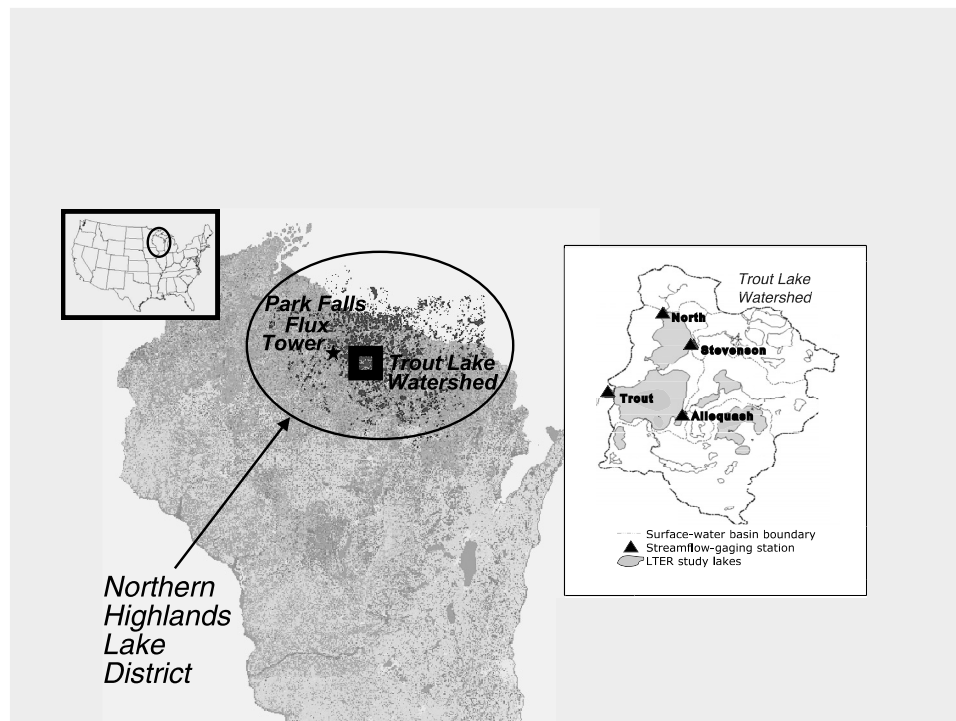 Park Falls
Flux
Tower
Trout Lake
Watershed
Northern
Highlands
Lake
District
Trout Lake
Watershed
North
Stevenson
Trout
Allequash
Surface-water basin boundary
Streamflow-gaging station
LTER study lakes